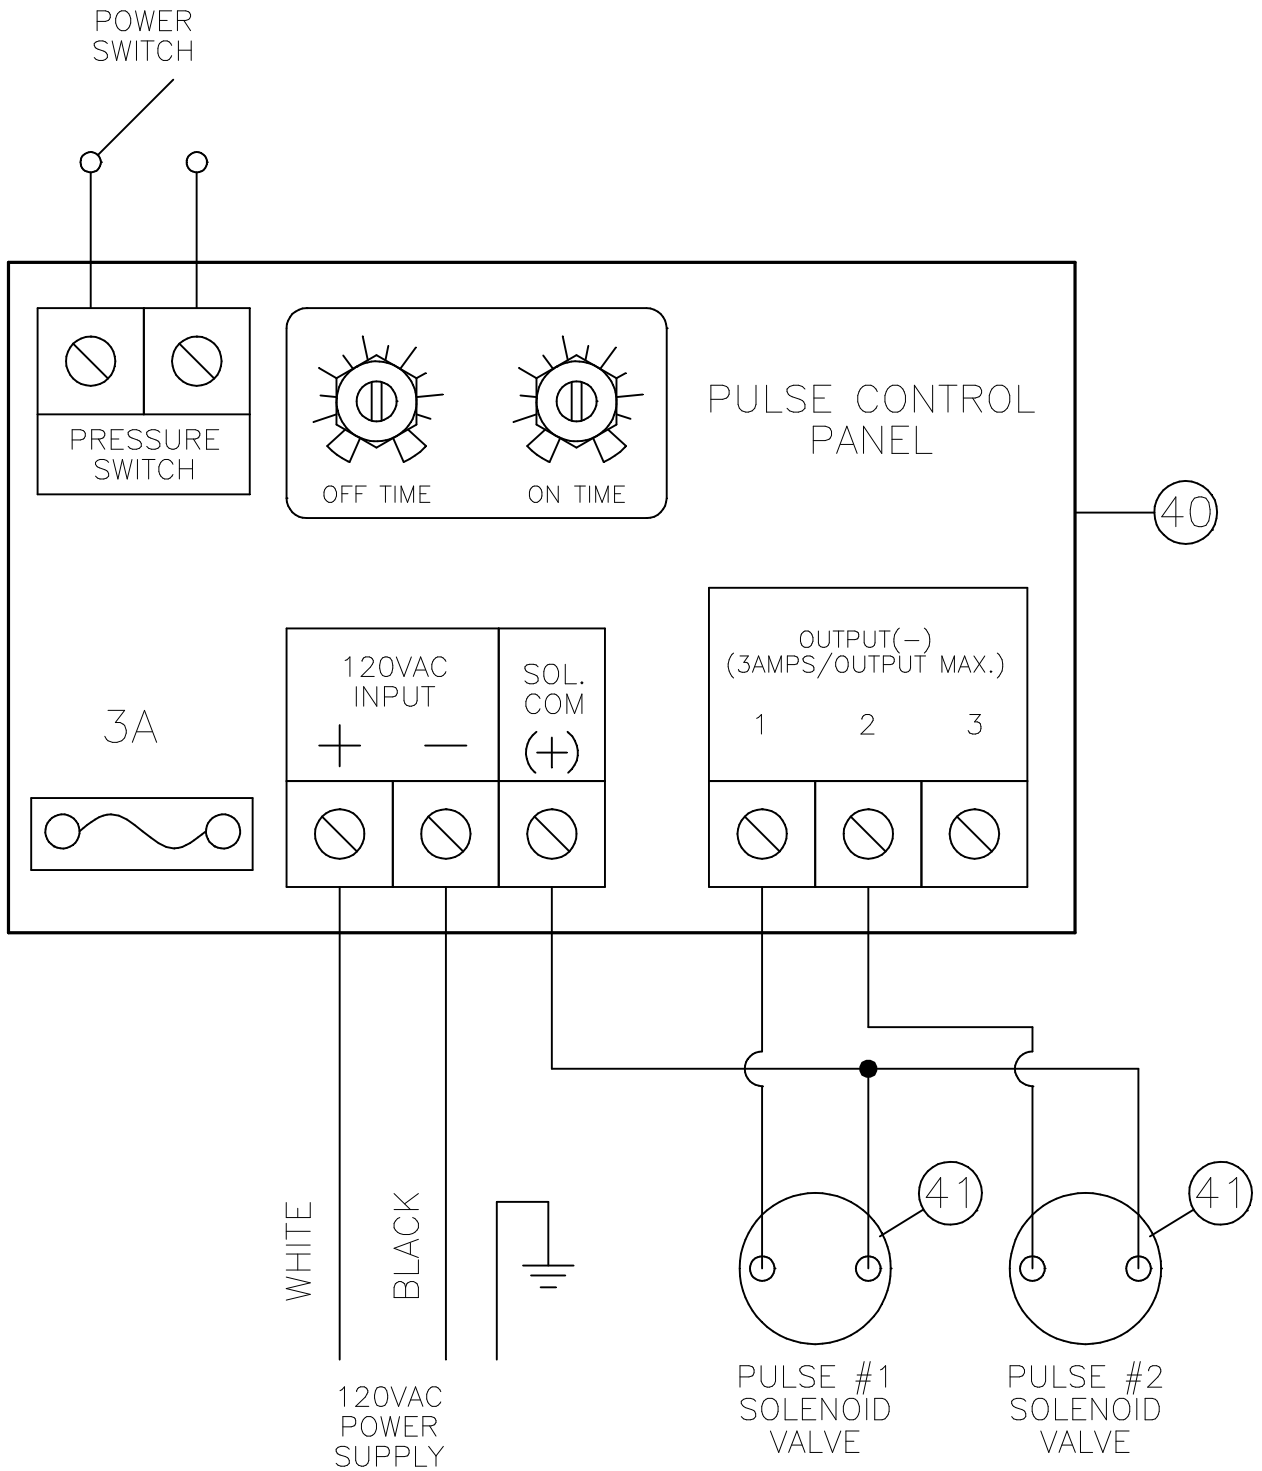 POWER
SWITCH
PRESSURE
SWITCH
OFF TIME
ON TIME
PULSE CONTROL
PANEL
40
3A
120VAC
INPUT
+
−
SOL.
COM
(+)
OUTPUT(−)
(3AMPS/OUTPUT MAX.)
1
2
3
WHITE
BLACK
120VAC
POWER
SUPPLY
41
41
PULSE #1
SOLENOID
VALVE
PULSE #2
SOLENOID
VALVE